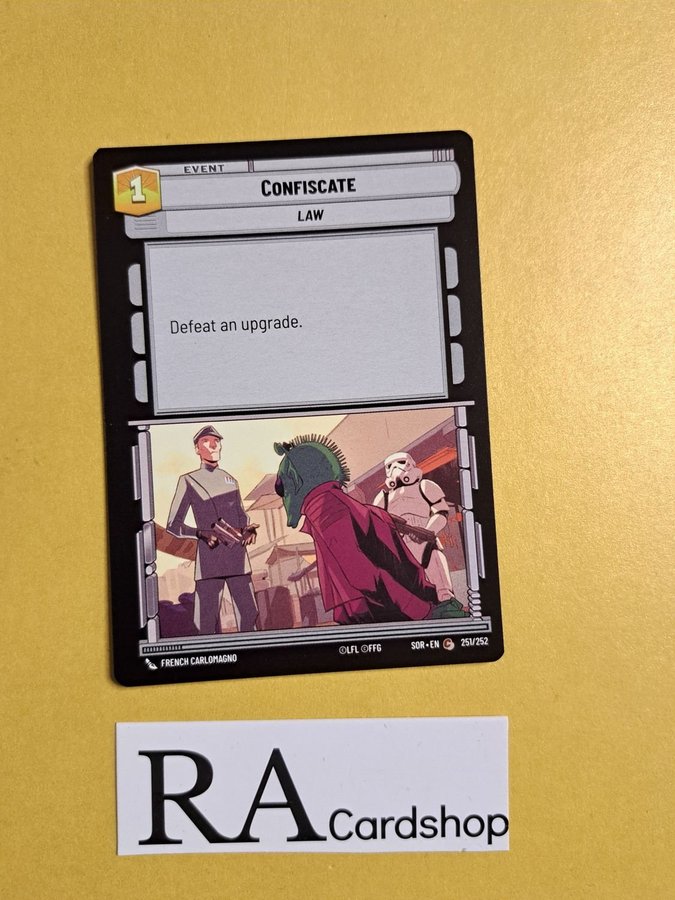 EVENT
1
CONFISCATE
LAW
Defeat an upgrade.
FRENCH CARLOMAGNO
©LFL ©FFG
SOR • EN C 251/252
RA Cardshop